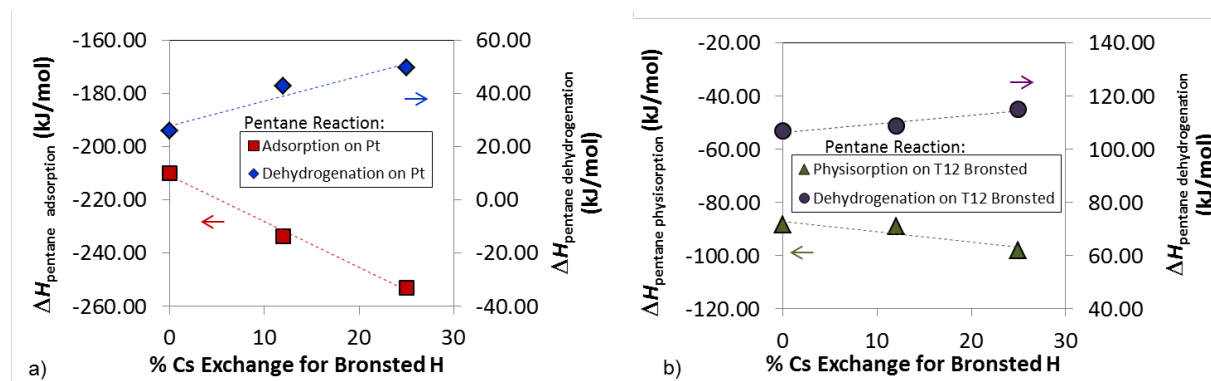 -160.00
-180.00
-200.00
-220.00
-240.00
-260.00
ΔHpentane adsorption (kJ/mol)
60.00
40.00
20.00
0.00
-20.00
-40.00
ΔHpentane dehydrogenation
(kJ/mol)
Pentane Reaction:
Adsorption on Pt
Dehydrogenation on Pt
0 10 20 30
% Cs Exchange for Bronsted H
a)
-20.00
-40.00
-60.00
-80.00
-100.00
-120.00
ΔHpentane physisorption (kJ/mol)
140.00
120.00
100.00
80.00
60.00
40.00
ΔHpentane dehydrogenation
(kJ/mol)
Pentane Reaction:
Physisorption on T12 Bronsted
Dehydrogenation on T12 Bronsted
0 10 20 30
% Cs Exchange for Bronsted H
b)